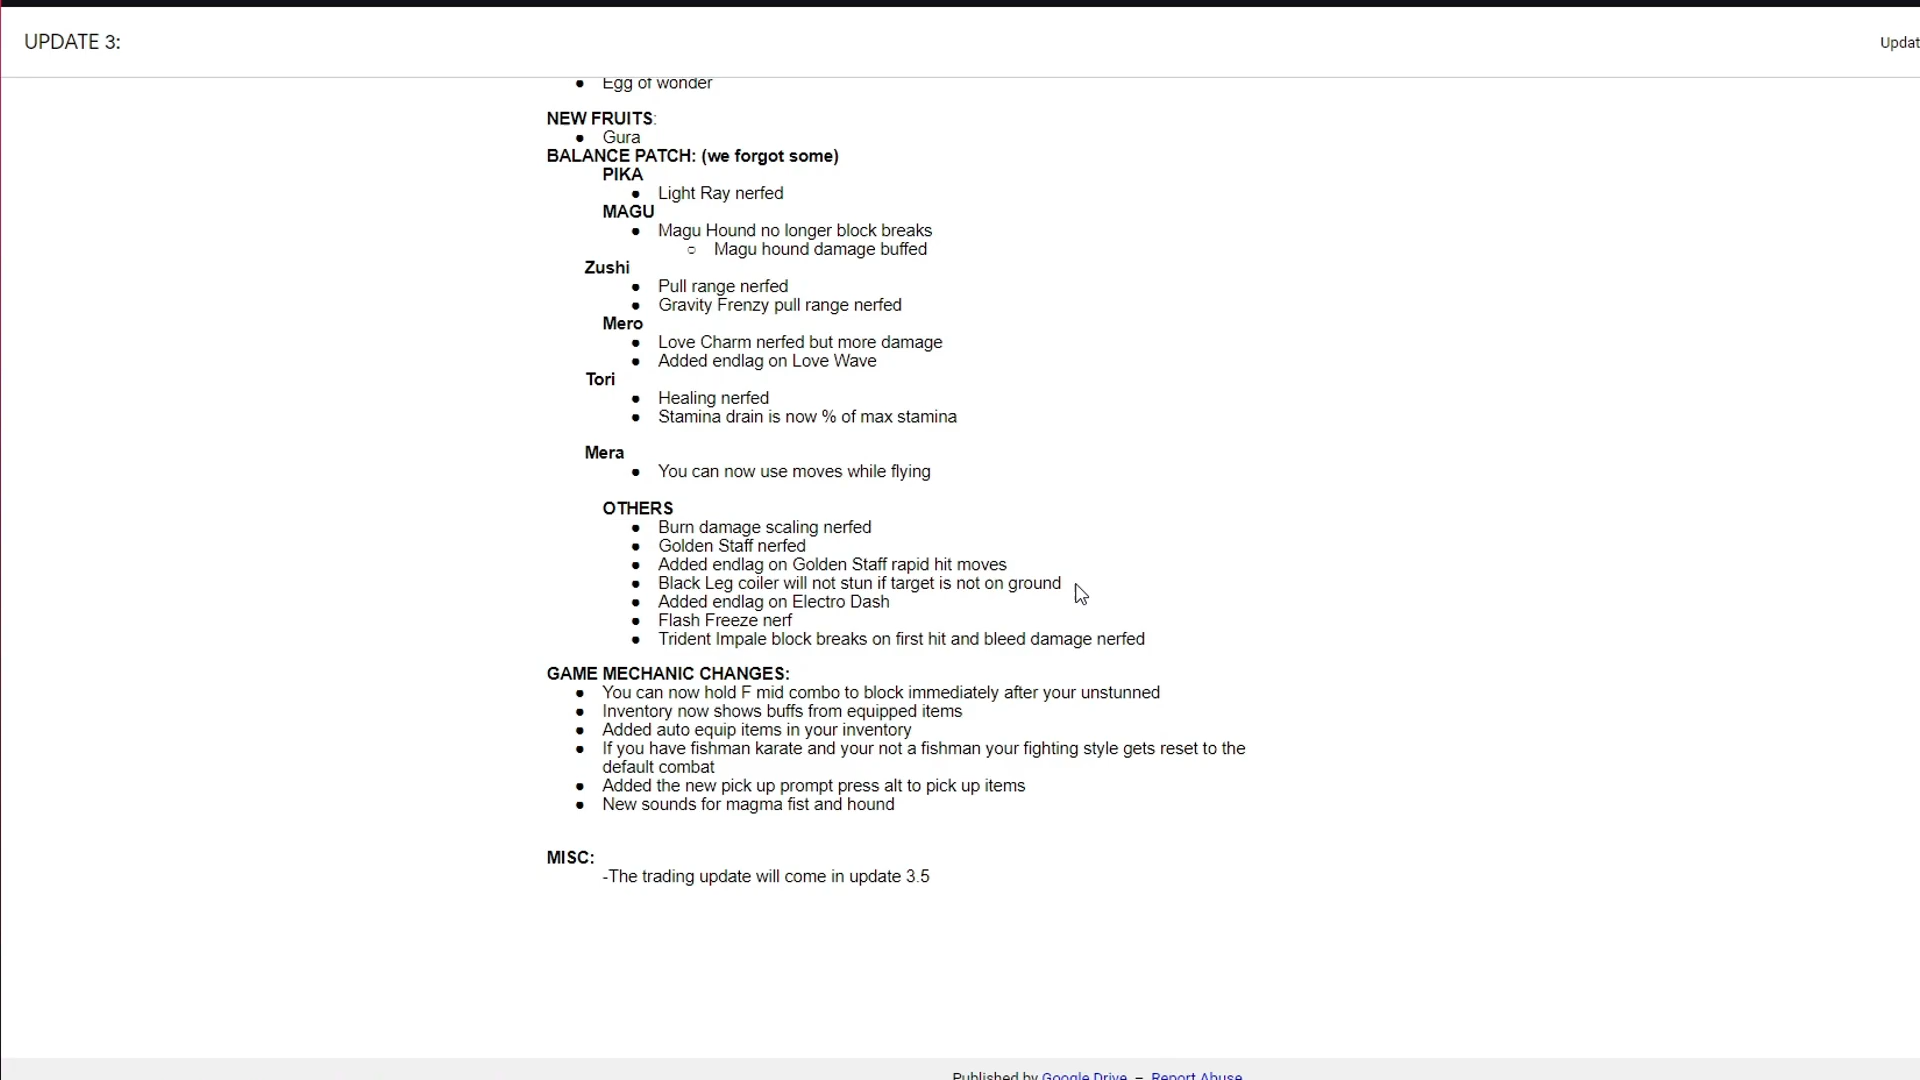 UPDATE 3:
Updat
• Egg of wonder
NEW FRUITS:
• Gura
BALANCE PATCH: (we forgot some)
PIKA
• Light Ray nerfed
MAGU
• Magu Hound no longer block breaks
○ Magu hound damage buffed
Zushi
• Pull range nerfed
• Gravity Frenzy pull range nerfed
Mero
• Love Charm nerfed but more damage
• Added endlag on Love Wave
Tori
• Healing nerfed
• Stamina drain is now % of max stamina
Mera
• You can now use moves while flying
OTHERS
• Burn damage scaling nerfed
• Golden Staff nerfed
• Added endlag on Golden Staff rapid hit moves
• Black Leg coiler will not stun if target is not on ground
• Added endlag on Electro Dash
• Flash Freeze nerf
• Trident Impale block breaks on first hit and bleed damage nerfed
GAME MECHANIC CHANGES:
• You can now hold F mid combo to block immediately after your unstunned
• Inventory now shows buffs from equipped items
• Added auto equip items in your inventory
• If you have fishman karate and your not a fishman your fighting style gets reset to the
default combat
• Added the new pick up prompt press alt to pick up items
• New sounds for magma fist and hound
MISC:
-The trading update will come in update 3.5
Published by Google Drive – Report Abuse